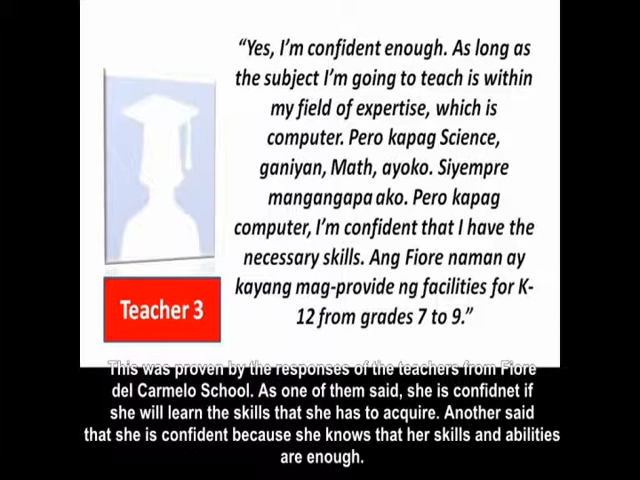 “Yes, I’m confident enough. As long as
the subject I’m going to teach is within
my field of expertise, which is
computer. Pero kapag Science,
ganiyan, Math, ayoko. Siyempre
mangangapa ako. Pero kapag
computer, I’m confident that I have the
necessary skills. Ang Fiore naman ay
kayang mag-provide ng facilities for K-
12 from grades 7 to 9.”
Teacher 3
This was proven by the responses of the teachers from Fiore
del Carmelo School. As one of them said, she is confidnet if
she will learn the skills that she has to acquire. Another said
that she is confident because she knows that her skills and abilities
are enough.